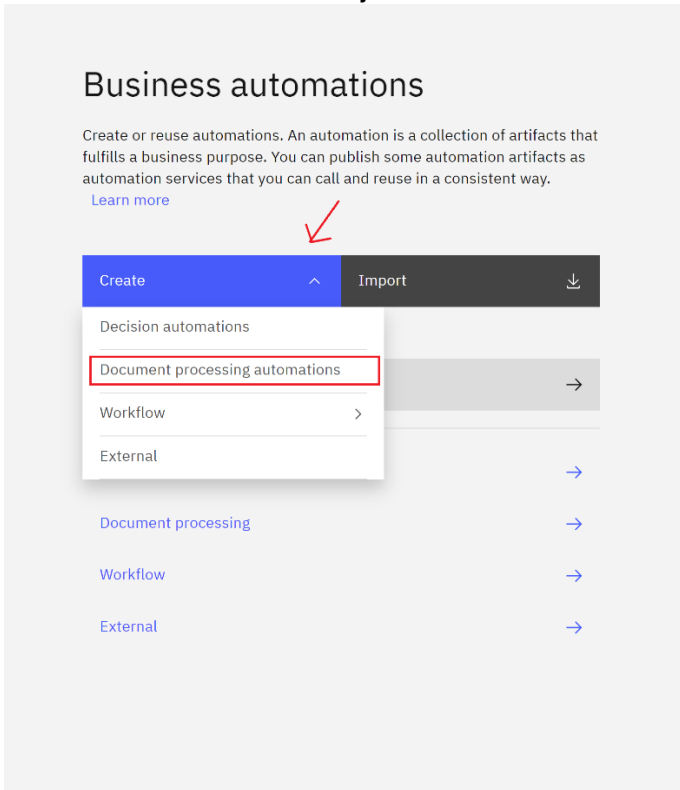 Business automations
Create or reuse automations. An automation is a collection of artifacts that
fulfills a business purpose. You can publish some automation artifacts as
automation services that you can call and reuse in a consistent way.
Learn more
Create
Import
Decision automations
Document processing automations
Workflow
External
Document processing
Workflow
External